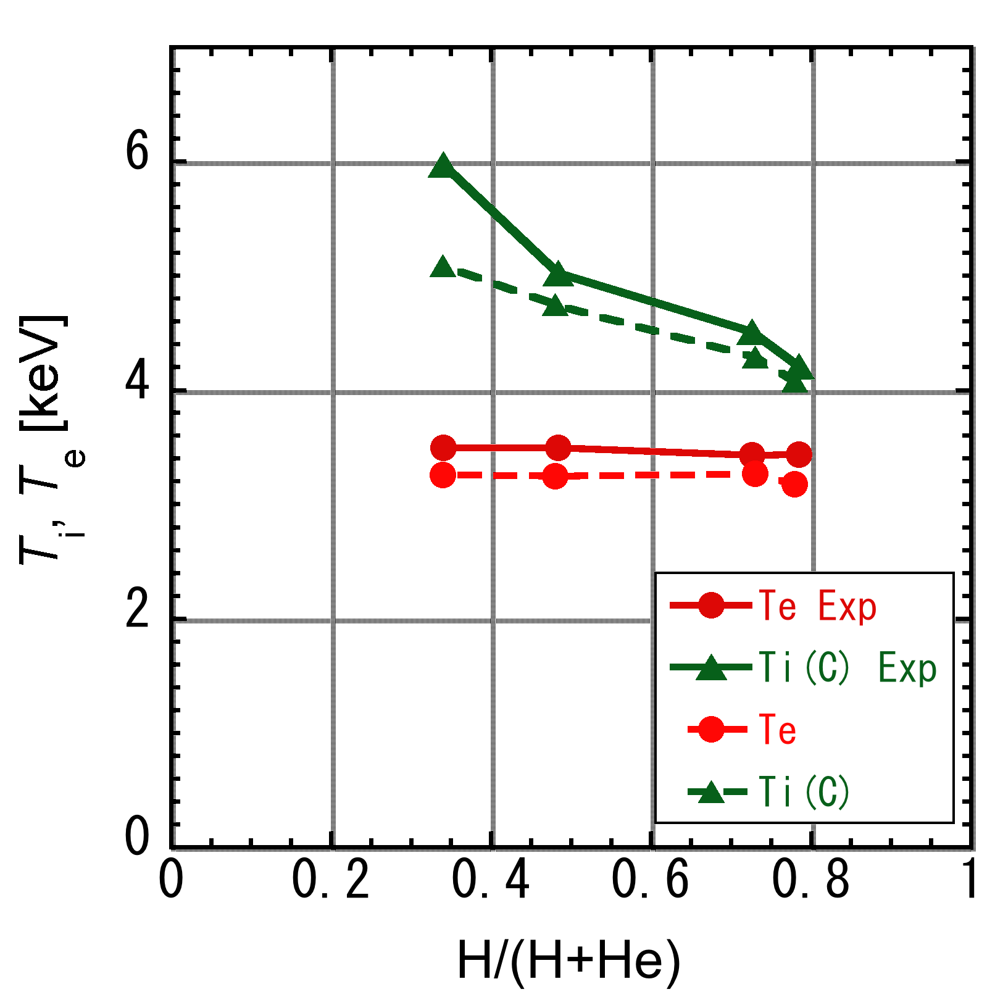 6
4
2
0
0 0.2 0.4 0.6 0.8 1
Ti, Te [keV]
H/(H+He)
Te Exp
Ti(C) Exp
Te
Ti(C)